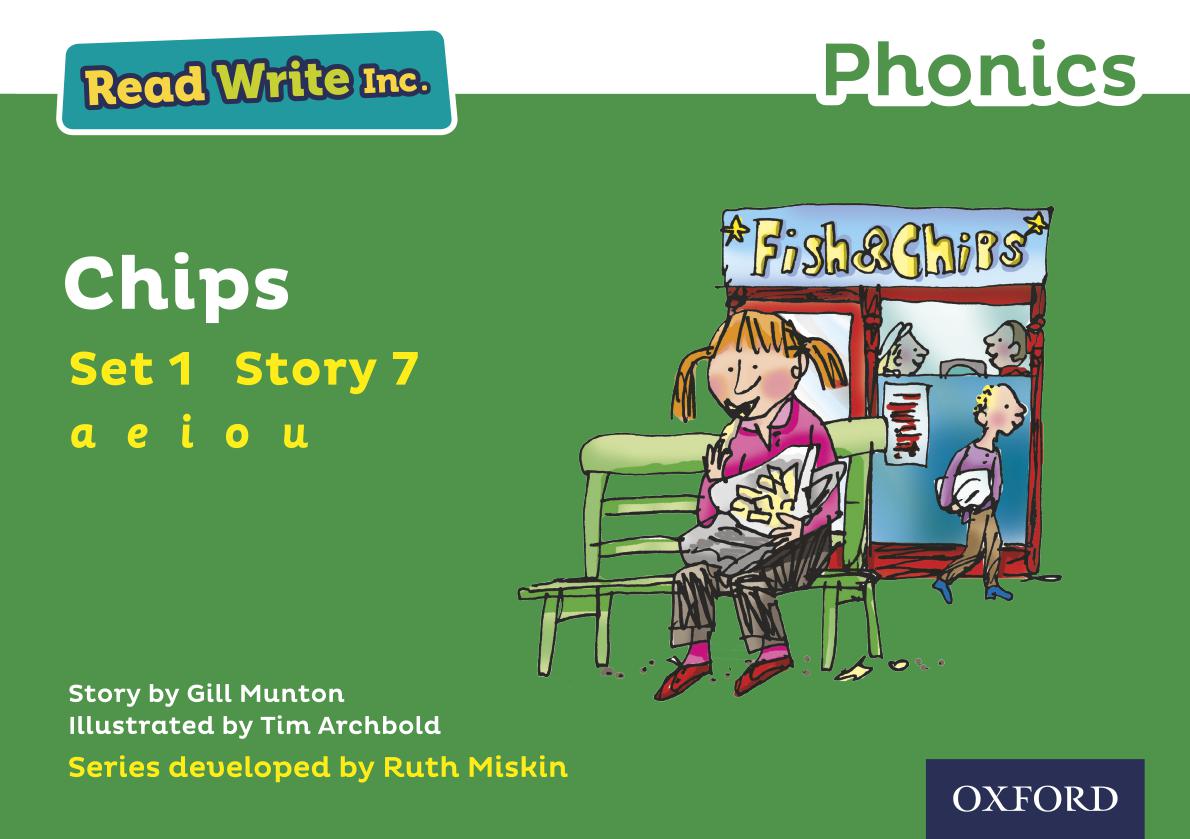 Read Write Inc.
Phonics
Fish & Chips
Chips
Set 1 Story 7
a e i o u
Story by Gill Munton
Illustrated by Tim Archbold
Series developed by Ruth Miskin
OXFORD